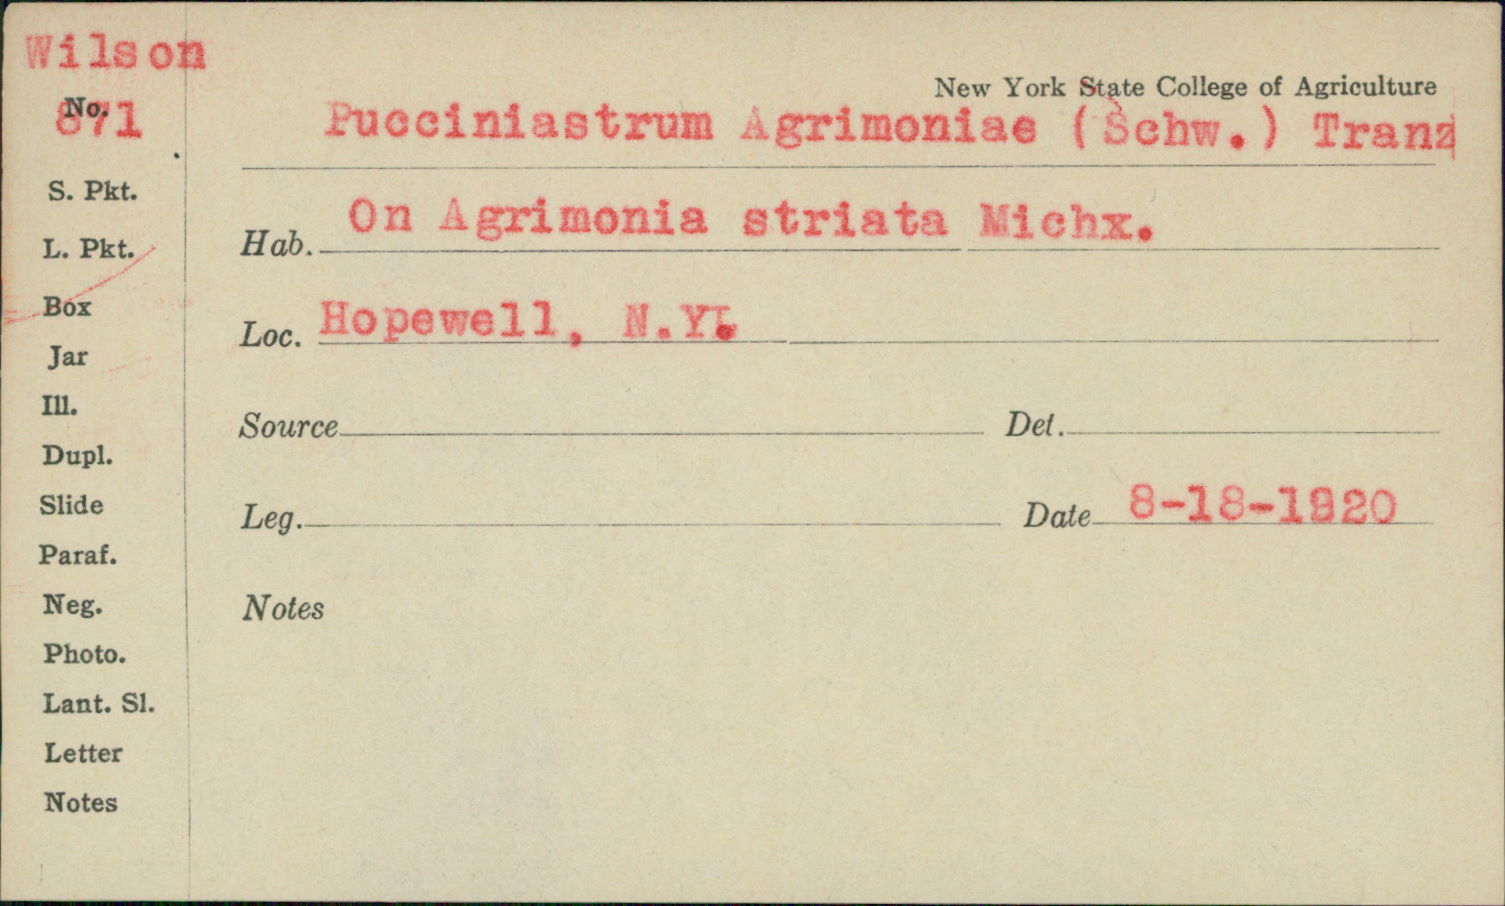 Wilson
No. 871
New York State College of Agriculture
Pucciniastrum Agrimoniae (Schw.) Tranz
S. Pkt.
Hab. On Agrimonia striata Michx.
L. Pkt.
Box
Loc. Hopewell, N.Y.
Jar
Ill.
Source
Det.
Dupl.
Slide
Leg.
Date 8-18-1920
Paraf.
Neg.
Notes
Photo.
Lant. Sl.
Letter
Notes